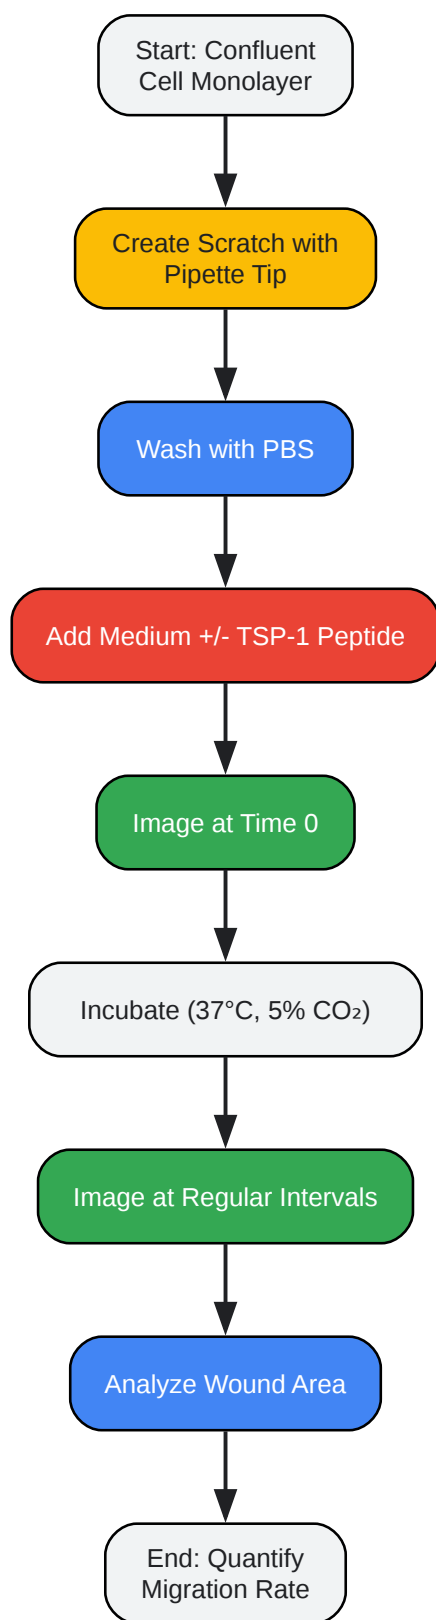 Start: Confluent
Cell Monolayer
Create Scratch with
Pipette Tip
Wash with PBS
Add Medium +/- TSP-1 Peptide
Image at Time 0
Incubate (37°C, 5% CO₂)
Image at Regular Intervals
Analyze Wound Area
End: Quantify
Migration Rate